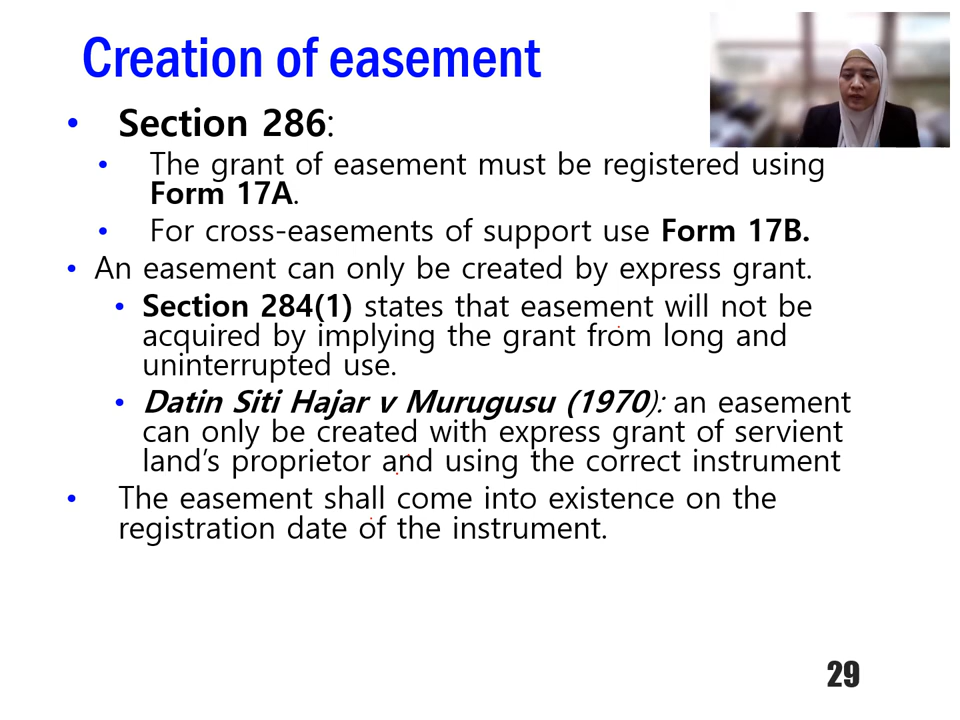 Creation of easement
• Section 286:
• The grant of easement must be registered using
Form 17A.
• For cross-easements of support use Form 17B.
• An easement can only be created by express grant.
• Section 284(1) states that easement will not be
acquired by implying the grant from long and
uninterrupted use.
• Datin Siti Hajar v Murugusu (1970): an easement
can only be created with express grant of servient
land's proprietor and using the correct instrument
• The easement shall come into existence on the
registration date of the instrument.
29